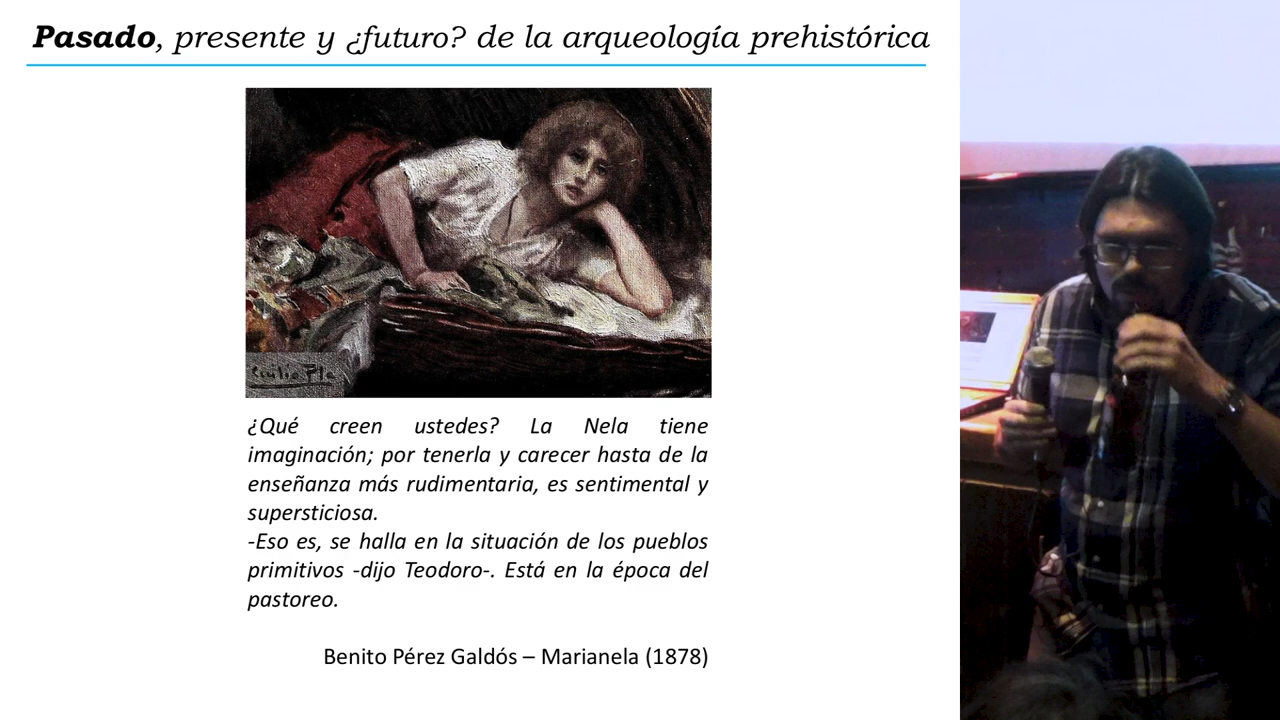 Pasado, presente y ¿futuro? de la arqueología prehistórica
¿Qué creen ustedes? La Nela tiene
imaginación; por tenerla y carecer hasta de la
enseñanza más rudimentaria, es sentimental y
supersticiosa.
-Eso es, se halla en la situación de los pueblos
primitivos -dijo Teodoro-. Está en la época del
pastoreo.
Benito Pérez Galdós – Marianela (1878)